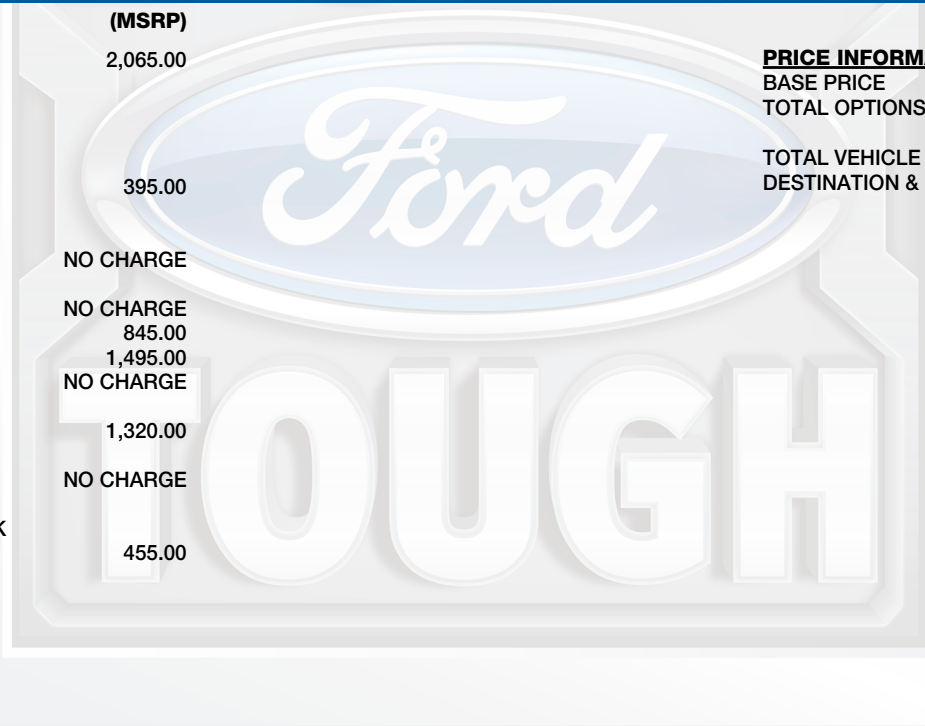 (MSRP)
2,065.00
395.00
NO CHARGE
NO CHARGE
845.00
1,495.00
NO CHARGE
1,320.00
NO CHARGE
K
455.00
PRICE INFORMA
BASE PRICE
TOTAL OPTIONS
TOTAL VEHICLE
DESTINATION &
Ford
TOUGH